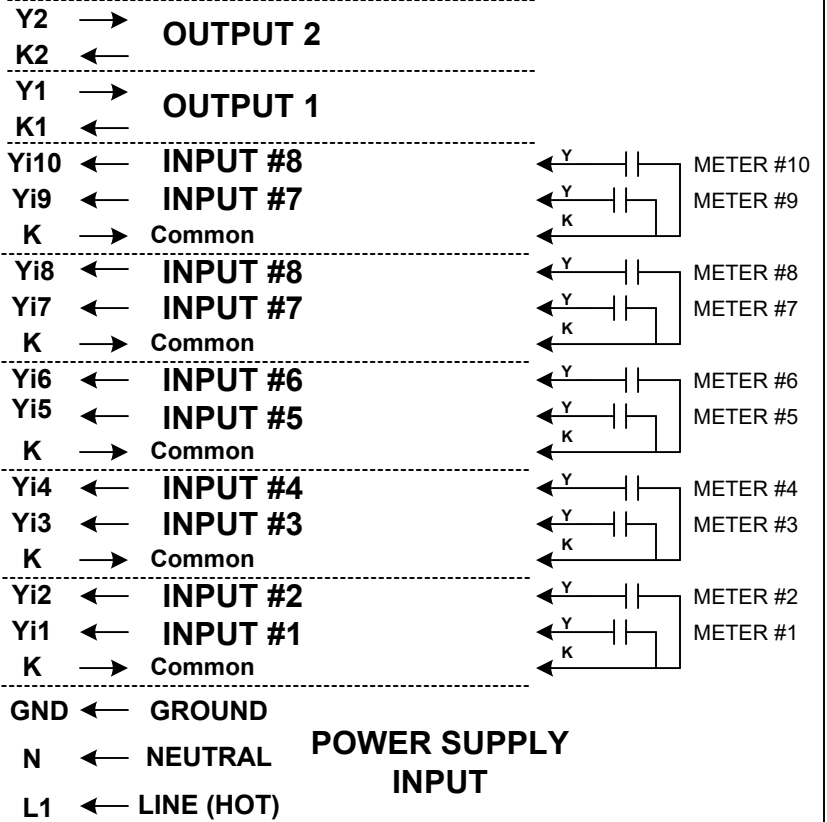 Y2 OUTPUT 2
K2
Y1 OUTPUT 1
K1
Yi10 INPUT #8 Y METER #10
Yi9 INPUT #7 Y METER #9
K Common K
Yi8 INPUT #8 Y METER #8
Yi7 INPUT #7 Y METER #7
K Common K
Yi6 INPUT #6 Y METER #6
Yi5 INPUT #5 Y METER #5
K Common K
Yi4 INPUT #4 Y METER #4
Yi3 INPUT #3 Y METER #3
K Common K
Yi2 INPUT #2 Y METER #2
Yi1 INPUT #1 Y METER #1
K Common K
GND GROUND
N NEUTRAL POWER SUPPLY
INPUT
L1 LINE (HOT)